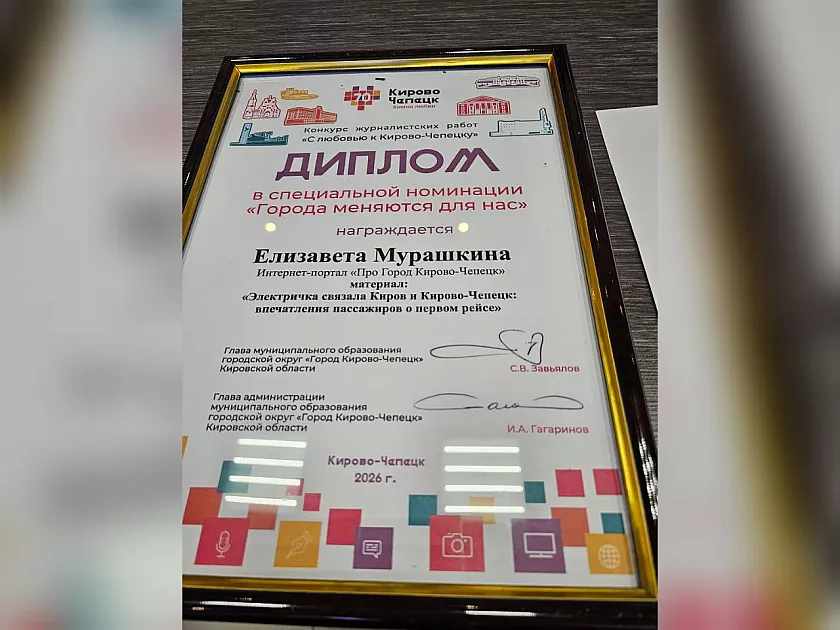 70
Кирово
Чепецк
Химия любви
Конкурс журналистских работ
«С любовью к Кирово-Чепецку»
ДИПЛОМ
в специальной номинации
«Города меняются для нас»
награждается
Елизавета Мурашкина
Интернет-портал «Про Город Кирово-Чепецк»
материал:
«Электричка связала Киров и Кирово-Чепецк:
впечатления пассажиров о первом рейсе»
Глава муниципального образования
городской округ «Город Кирово-Чепецк»
Кировской области
С.В. Завьялов
Глава администрации
муниципального образования
городской округ «Город Кирово-Чепецк»
Кировской области
И.А. Гагаринов
Кирово-Чепецк
2026 г.